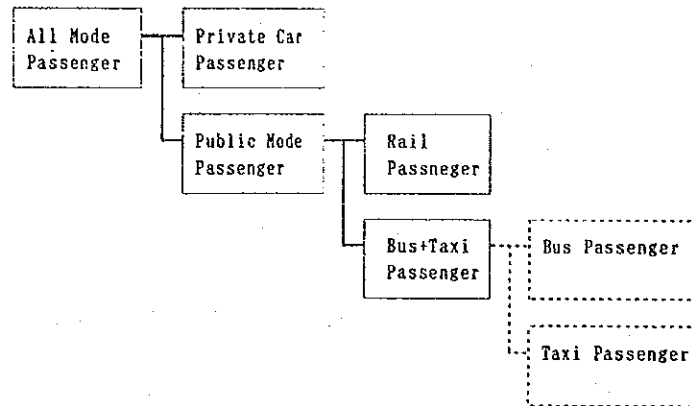 All Mode
Passenger
Private Car
Passenger
Public Mode
Passenger
Rail
Passneger
Bus+Taxi
Passenger
Bus Passenger
Taxi Passenger